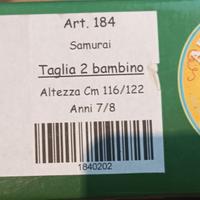 Art. 184
Samurai
Taglia 2 bambino
Altezza Cm 116/122
Anni 7/8
1840202